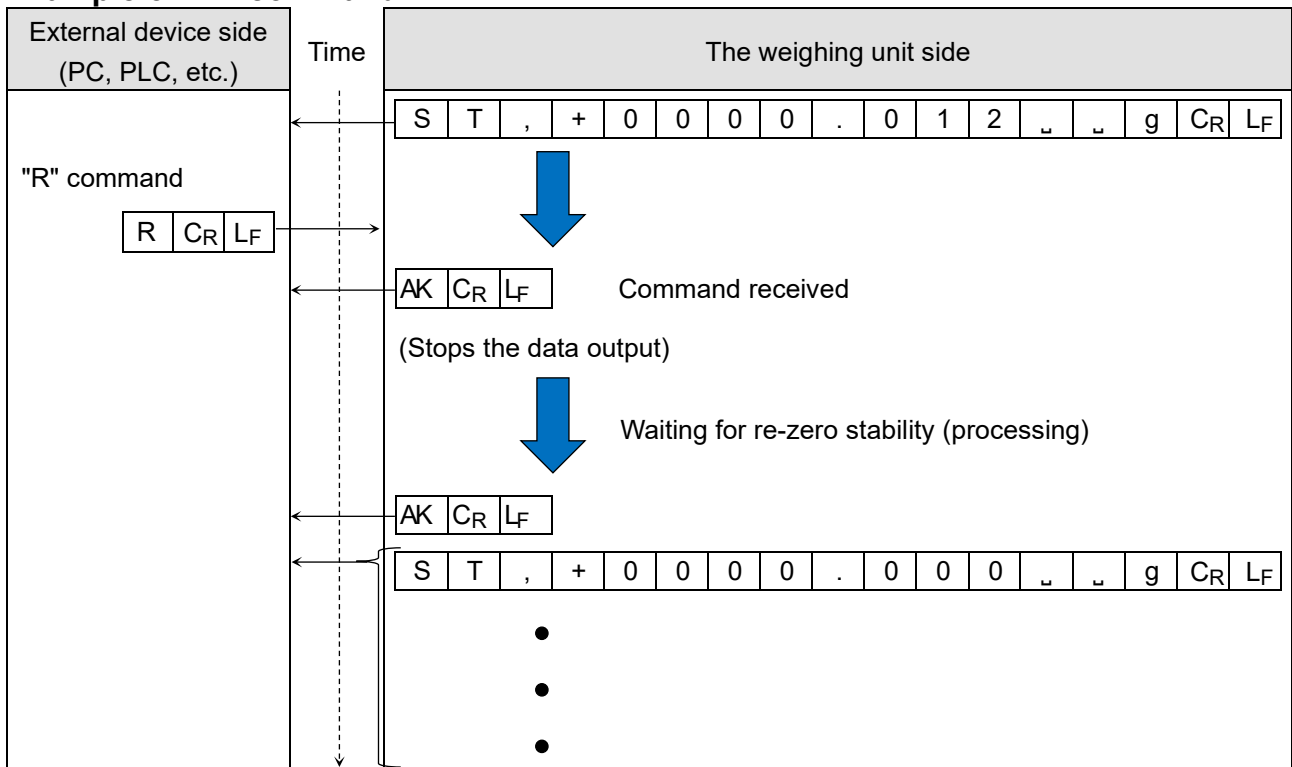 External device side
(PC, PLC, etc.)
Time
The weighing unit side
S T , + 0 0 0 0 . 0 1 2 ␣ ␣ g CR LF
"R" command
R CR LF
AK CR LF Command received
(Stops the data output)
Waiting for re-zero stability (processing)
AK CR LF
S T , + 0 0 0 0 . 0 0 0 ␣ ␣ g CR LF